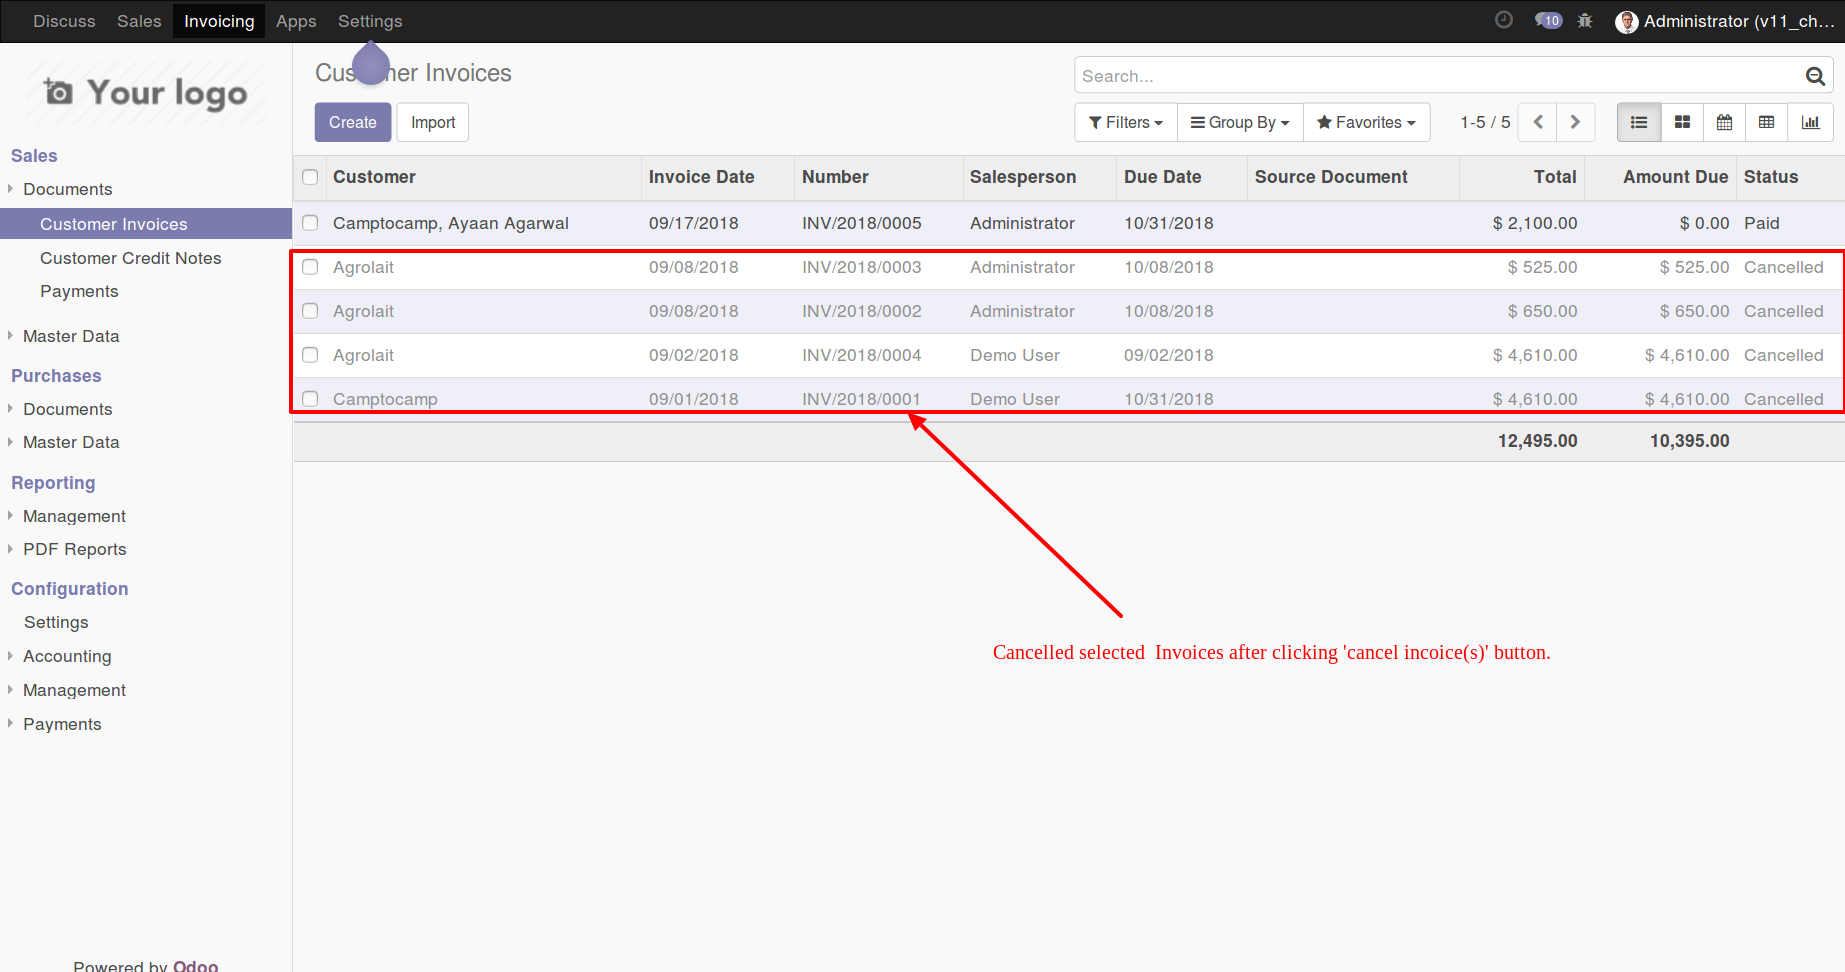 Discuss Sales Invoicing Apps Settings 10 Administrator (v11_ch...
Your logo
Customer Invoices
Search...
Create Import
Filters Group By Favorites 1-5 / 5
Sales
Documents
Customer Invoices
Customer Credit Notes
Payments
Master Data
Purchases
Documents
Master Data
Reporting
Management
PDF Reports
Configuration
Settings
Accounting
Management
Payments
Powered by Odoo
Customer Invoice Date Number Salesperson Due Date Source Document Total Amount Due Status
Camptocamp, Ayaan Agarwal 09/17/2018 INV/2018/0005 Administrator 10/31/2018 $ 2,100.00 $ 0.00 Paid
Agrolait 09/08/2018 INV/2018/0003 Administrator 10/08/2018 $ 525.00 $ 525.00 Cancelled
Agrolait 09/08/2018 INV/2018/0002 Administrator 10/08/2018 $ 650.00 $ 650.00 Cancelled
Agrolait 09/02/2018 INV/2018/0004 Demo User 09/02/2018 $ 4,610.00 $ 4,610.00 Cancelled
Camptocamp 09/01/2018 INV/2018/0001 Demo User 10/31/2018 $ 4,610.00 $ 4,610.00 Cancelled
12,495.00 10,395.00
Cancelled selected  Invoices after clicking 'cancel incoice(s)' button.